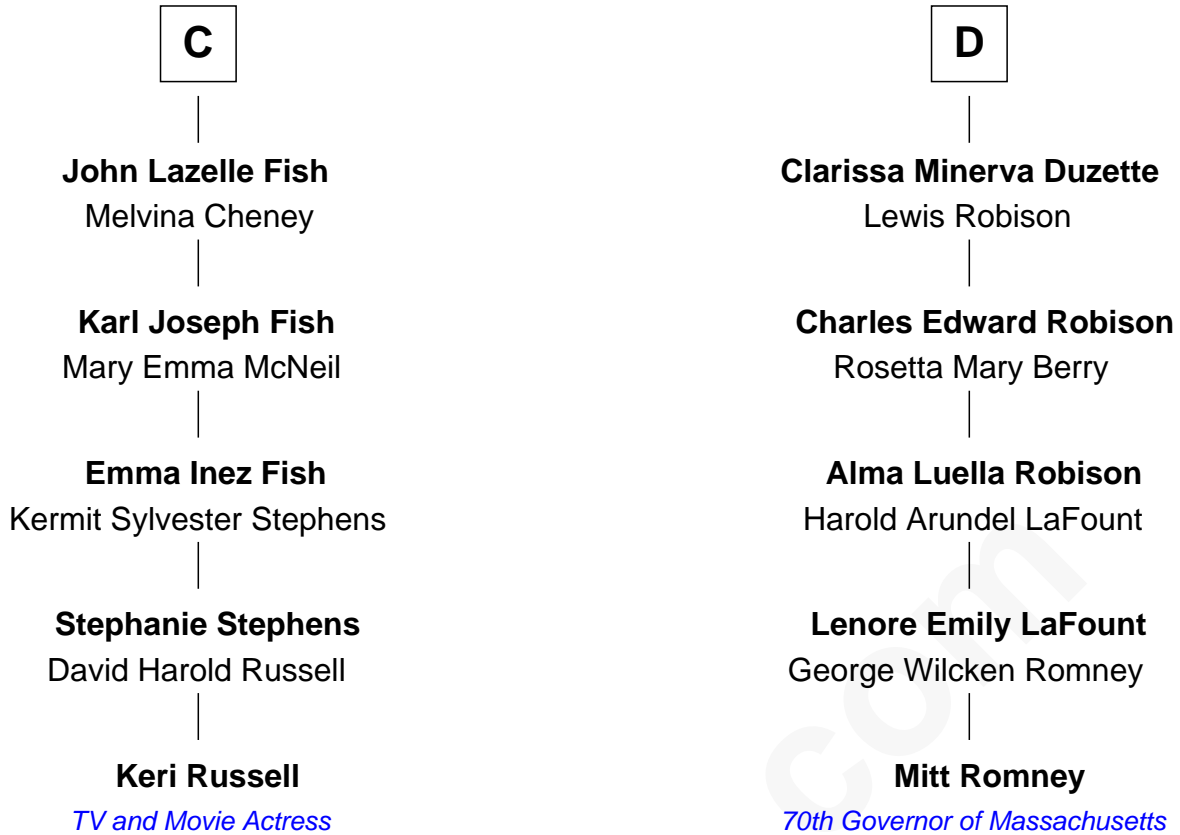 C
John Lazelle Fish
Melvina Cheney
Karl Joseph Fish
Mary Emma McNeil
Emma Inez Fish
Kermit Sylvester Stephens
Stephanie Stephens
David Harold Russell
Keri Russell
TV and Movie Actress
D
Clarissa Minerva Duzette
Lewis Robison
Charles Edward Robison
Rosetta Mary Berry
Alma Luella Robison
Harold Arundel LaFount
Lenore Emily LaFount
George Wilcken Romney
Mitt Romney
70th Governor of Massachusetts
com